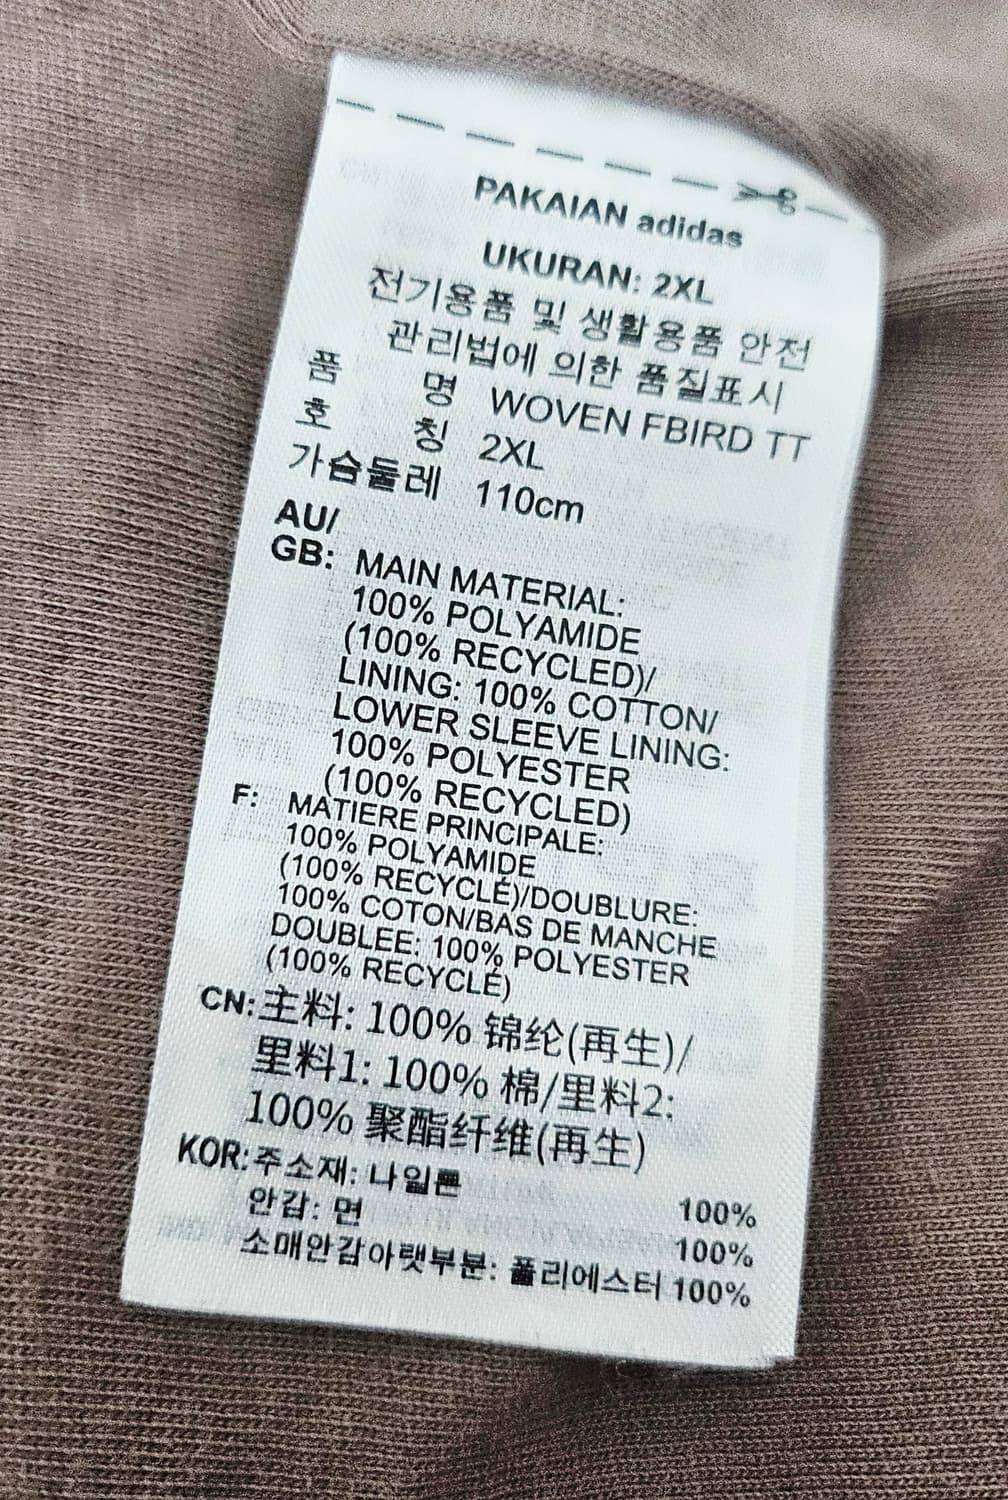 PAKAIAN adidas
UKURAN: 2XL
전기용품 및 생활용품 안전
관리법에 의한 품질표시
품 명 WOVEN FBIRD TT
호 칭 2XL
가슴둘레 110cm
AU/
GB: MAIN MATERIAL:
100% POLYAMIDE
(100% RECYCLED)/
LINING: 100% COTTON/
LOWER SLEEVE LINING:
100% POLYESTER
(100% RECYCLED)
F: MATIERE PRINCIPALE:
100% POLYAMIDE
(100% RECYCLÉ)/DOUBLURE:
100% COTON/BAS DE MANCHE
DOUBLEE: 100% POLYESTER
(100% RECYCLÉ)
CN: 主料: 100% 锦纶(再生)/
里料1: 100% 棉/里料2:
100% 聚酯纤维(再生)
KOR: 주소재: 나일론 100%
안감: 면 100%
소매안감아랫부분: 폴리에스터 100%